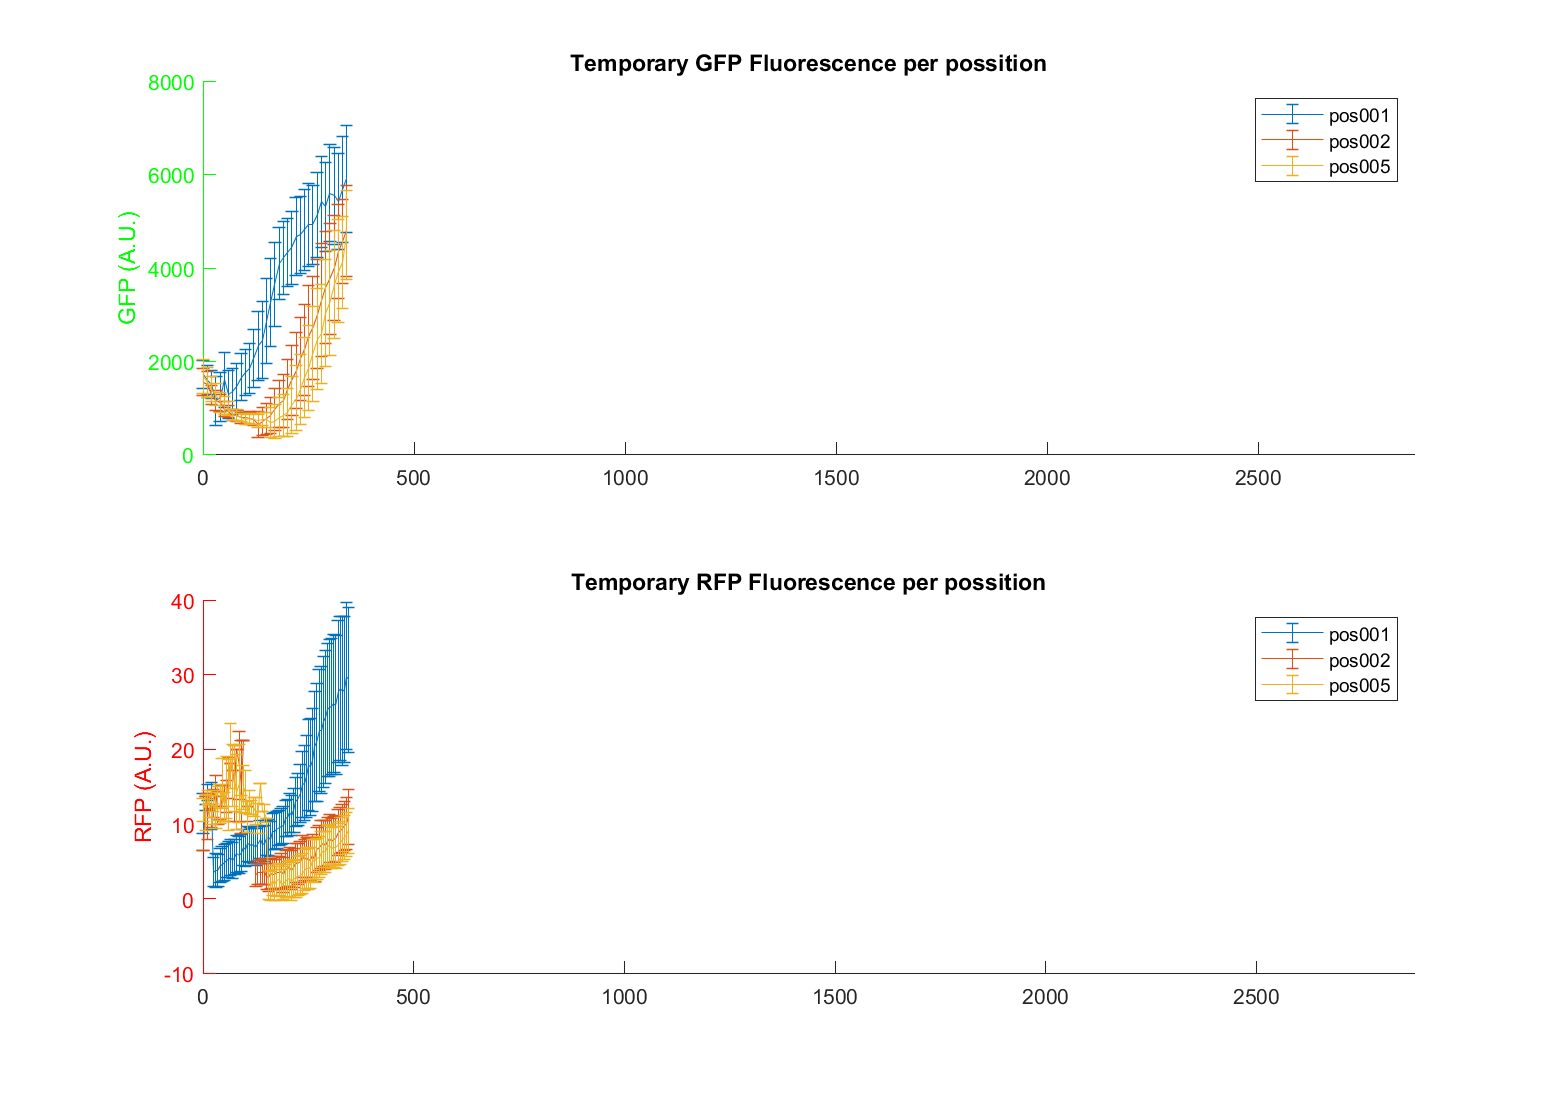 Temporary GFP Fluorescence per possition
8000
6000
4000
2000
0
GFP (A.U.)
pos001
pos002
pos005
0 500 1000 1500 2000 2500
Temporary RFP Fluorescence per possition
40
30
20
10
0
-10
RFP (A.U.)
pos001
pos002
pos005
0 500 1000 1500 2000 2500